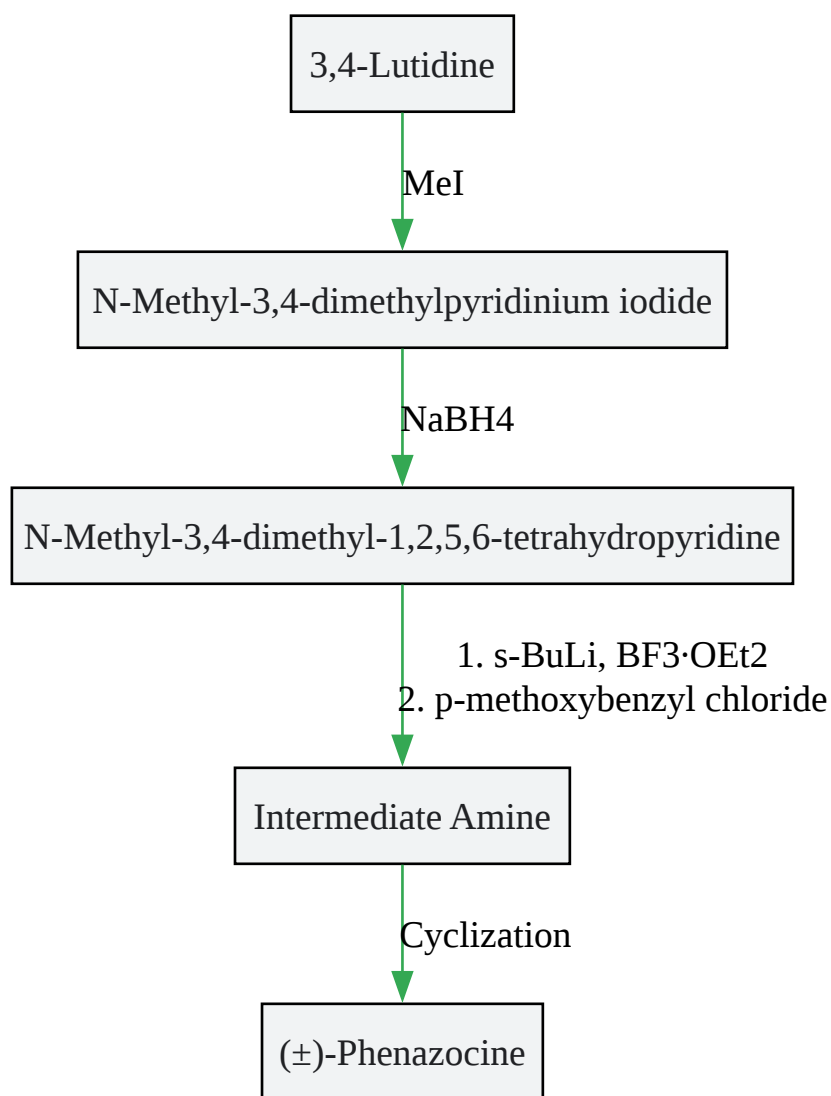 3,4-Lutidine
MeI
N-Methyl-3,4-dimethylpyridinium iodide
NaBH4
N-Methyl-3,4-dimethyl-1,2,5,6-tetrahydropyridine
1. s-BuLi, BF3·OEt2
2. p-methoxybenzyl chloride
Intermediate Amine
Cyclization
(±)-Phenazocine